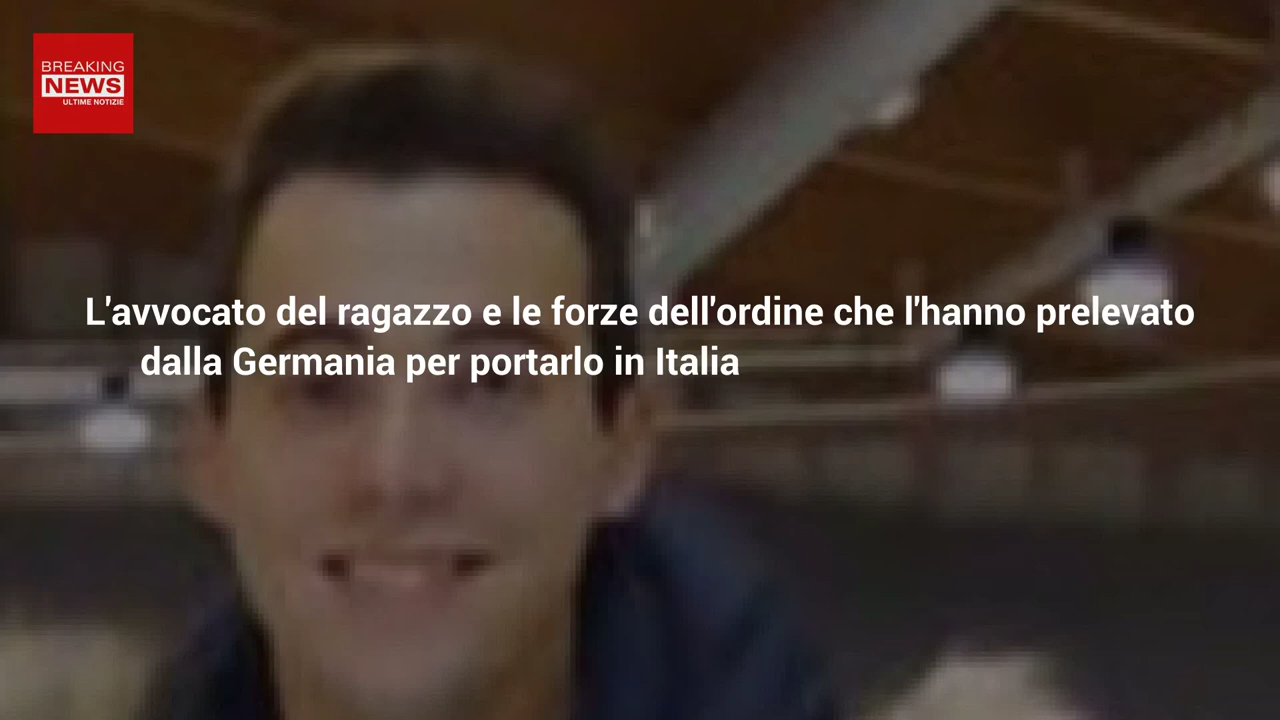 BREAKING
NEWS
ULTIME NOTIZIE
L'avvocato del ragazzo e le forze dell'ordine che l'hanno prelevato
dalla Germania per portarlo in Italia